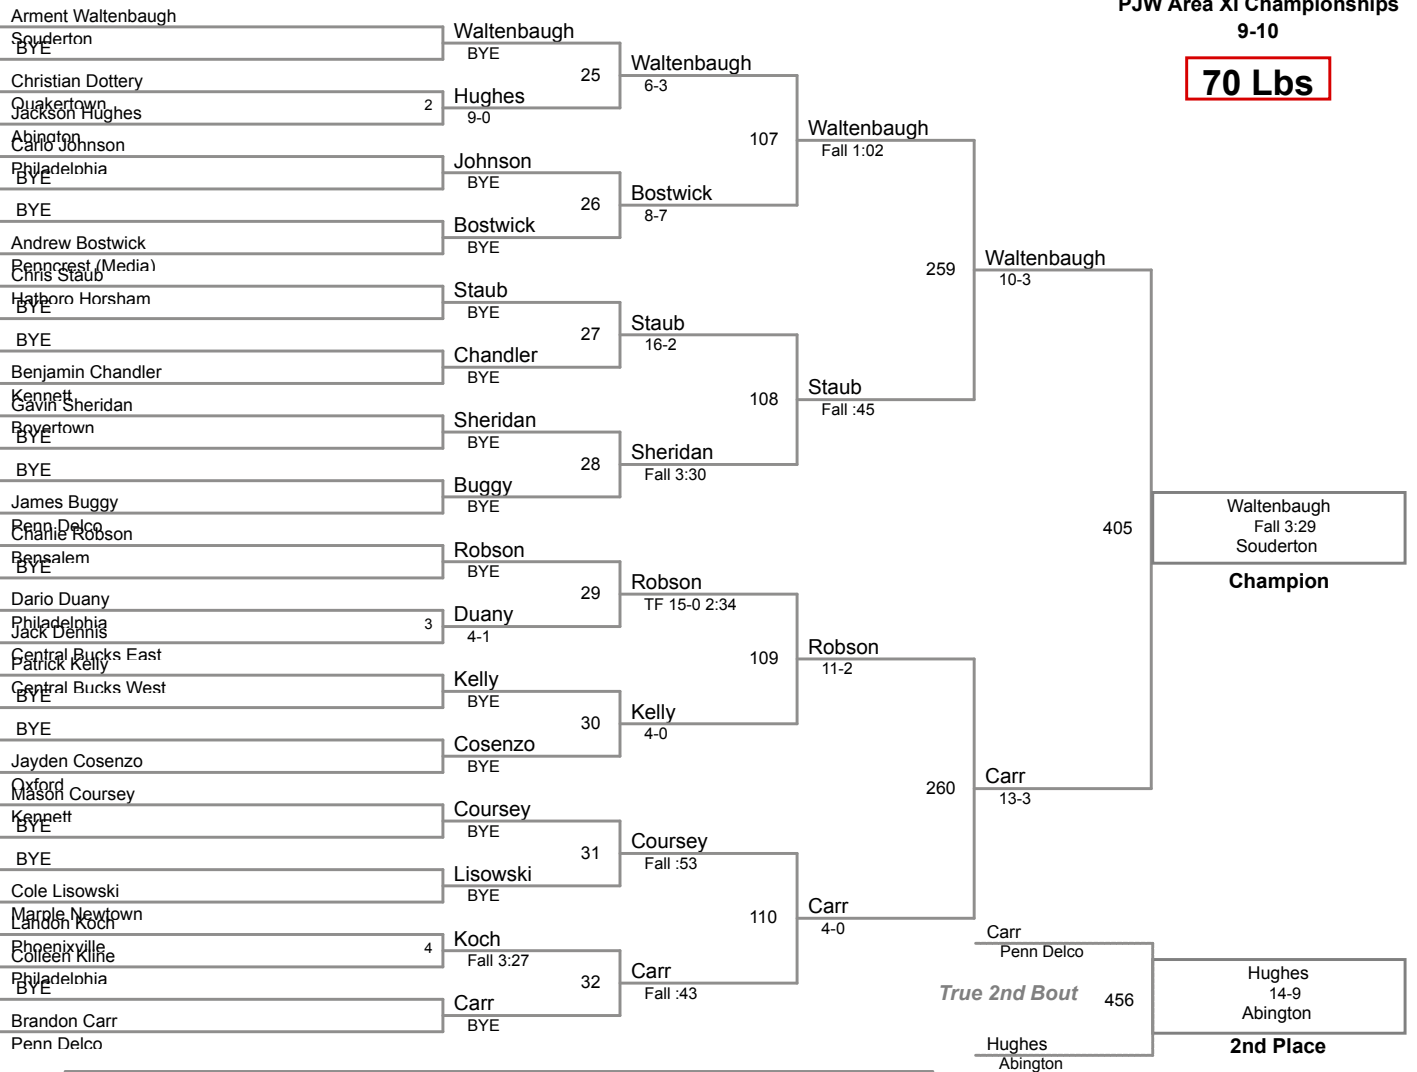 PJW Area XI Championships
9-10
70 Lbs
Arment Waltenbaugh
Souderton
BYE
Christian Dottery
Quakertown
2
Jackson Hughes
Abington
Carlo Johnson
Philadelphia
BYE
BYE
Andrew Bostwick
Penncrest (Media)
Chris Staub
Hatboro Horsham
BYE
BYE
Benjamin Chandler
Kennett
Gavin Sheridan
Boyertown
BYE
BYE
James Buggy
Penn Delco
Charlie Robson
Bensalem
BYE
Dario Duany
Philadelphia
3
Jack Dennis
Central Bucks East
Patrick Kelly
Central Bucks West
BYE
BYE
Jayden Cosenzo
Oxford
Mason Coursey
Kennett
BYE
BYE
Cole Lisowski
Marple Newtown
Landon Koch
Phoenixville
4
Colleen Kline
Philadelphia
BYE
Brandon Carr
Penn Delco
Waltenbaugh
BYE
25
Hughes
9-0
Johnson
BYE
26
Bostwick
BYE
Staub
BYE
27
Chandler
BYE
Sheridan
BYE
28
Buggy
BYE
Robson
BYE
29
Duany
4-1
Kelly
BYE
30
Cosenzo
BYE
Coursey
BYE
31
Lisowski
BYE
Koch
Fall 3:27
32
Carr
BYE
Waltenbaugh
6-3
107
Bostwick
8-7
Staub
16-2
108
Sheridan
Fall 3:30
Robson
TF 15-0 2:34
109
Kelly
4-0
Coursey
Fall :53
110
Carr
Fall :43
Waltenbaugh
Fall 1:02
259
Staub
Fall :45
Robson
11-2
260
Carr
4-0
Waltenbaugh
10-3
405
Carr
13-3
Waltenbaugh
Fall 3:29
Souderton
Champion
Carr
Penn Delco
True 2nd Bout
456
Hughes
Abington
Hughes
14-9
Abington
2nd Place